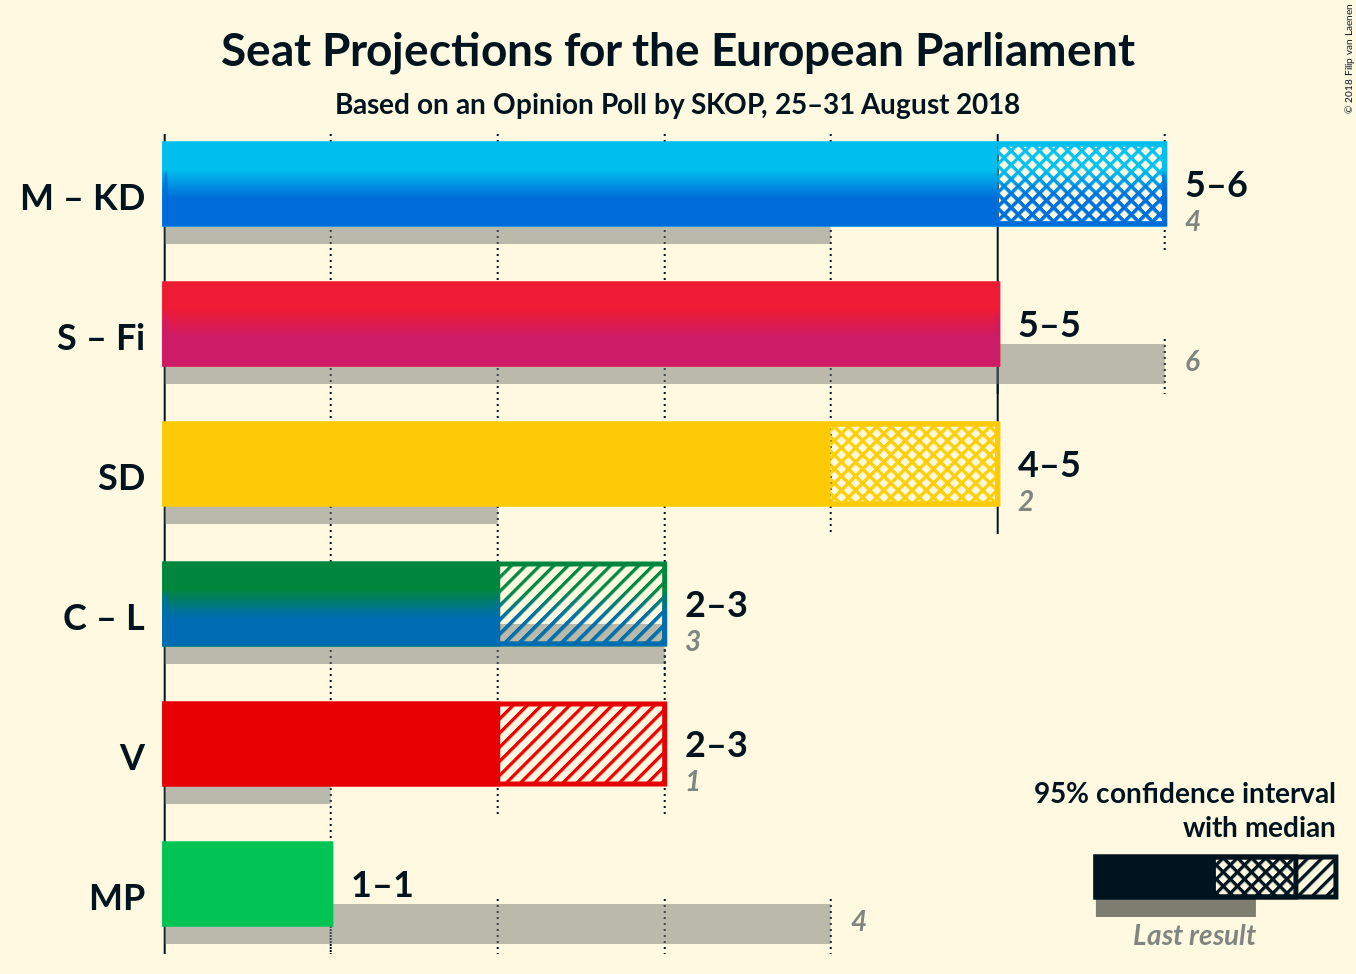 Seat Projections for the European Parliament
Based on an Opinion Poll by SKOP, 25–31 August 2018
© 2018 Filip van Laenen
M – KD
5–6
4
S – Fi
5–5
6
SD
4–5
2
C – L
2–3
3
V
2–3
1
MP
1–1
4
95% confidence interval
with median
Last result